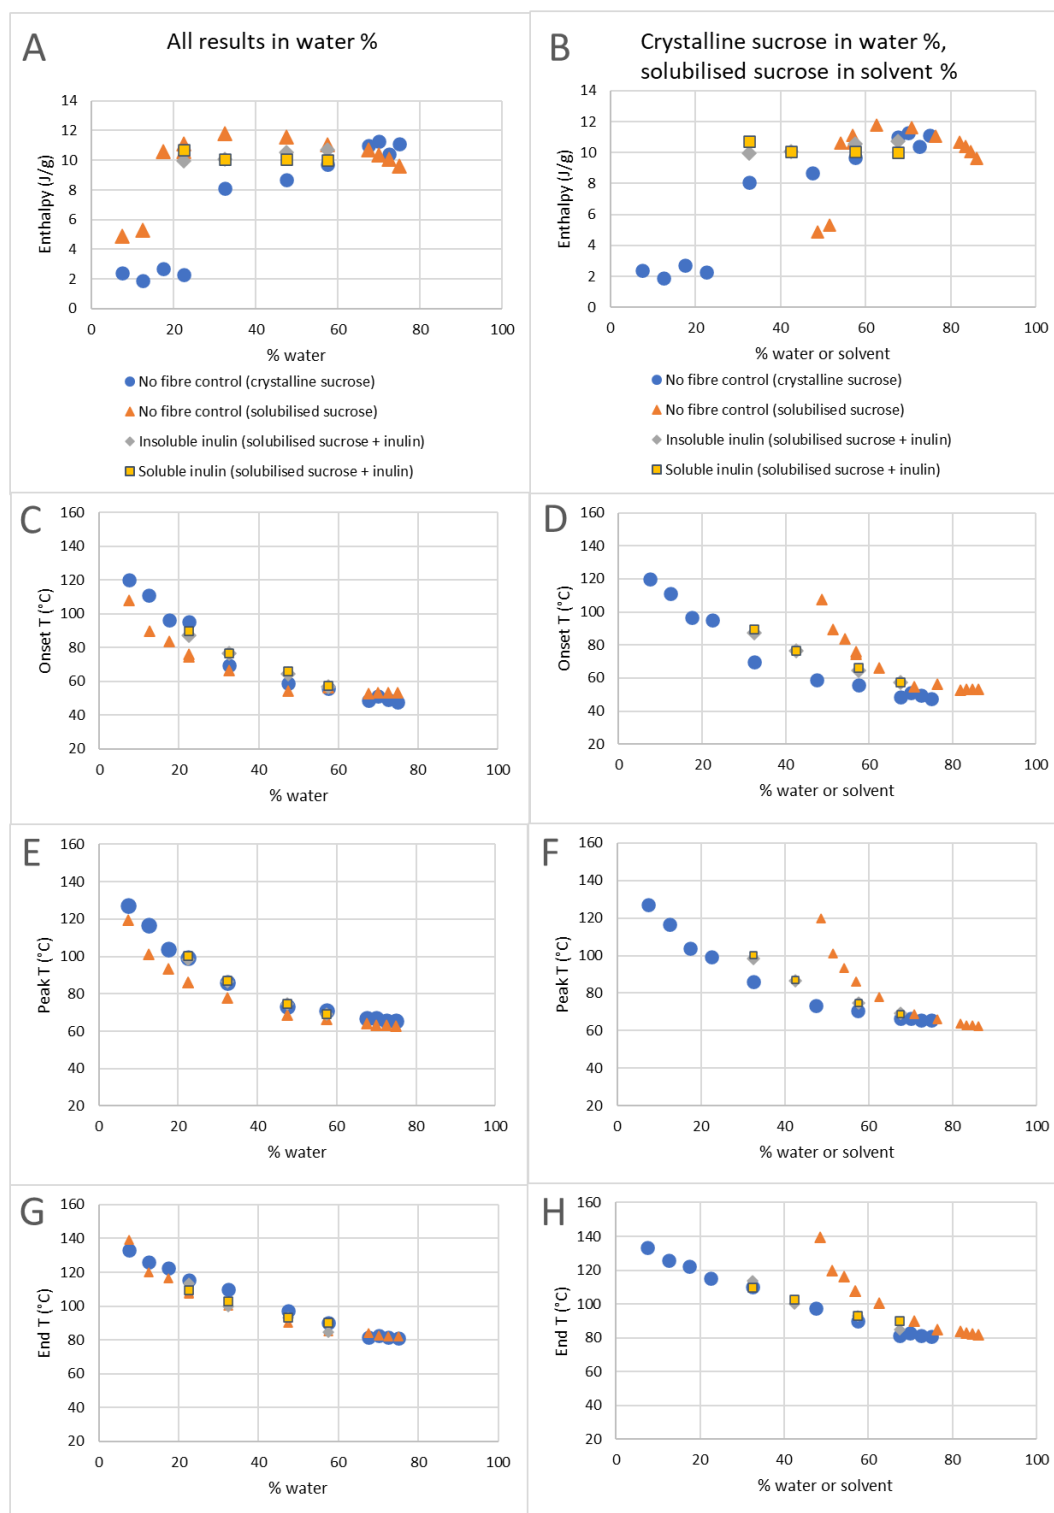 A
All results in water %
Enthalpy (J/g)
14
12
10
8
6
4
2
0
0 20 40 60 80 100
% water
No fibre control (crystalline sucrose)
No fibre control (solubilised sucrose)
Insoluble inulin (solubilised sucrose + inulin)
Soluble inulin (solubilised sucrose + inulin)
B
Crystalline sucrose in water %,
solubilised sucrose in solvent %
Enthalpy (J/g)
14
12
10
8
6
4
2
0
0 20 40 60 80 100
% water or solvent
No fibre control (crystalline sucrose)
No fibre control (solubilised sucrose)
Insoluble inulin (solubilised sucrose + inulin)
Soluble inulin (solubilised sucrose + inulin)
C
Onset T (°C)
160
140
120
100
80
60
40
20
0 20 40 60 80 100
% water
D
Onset T (°C)
160
140
120
100
80
60
40
20
0 20 40 60 80 100
% water or solvent
E
Peak T (°C)
160
140
120
100
80
60
40
20
0 20 40 60 80 100
% water
F
Peak T (°C)
160
140
120
100
80
60
40
20
0 20 40 60 80 100
% water or solvent
G
End T (°C)
160
140
120
100
80
60
40
20
0 20 40 60 80 100
% water
H
End T (°C)
160
140
120
100
80
60
40
20
0 20 40 60 80 100
% water or solvent